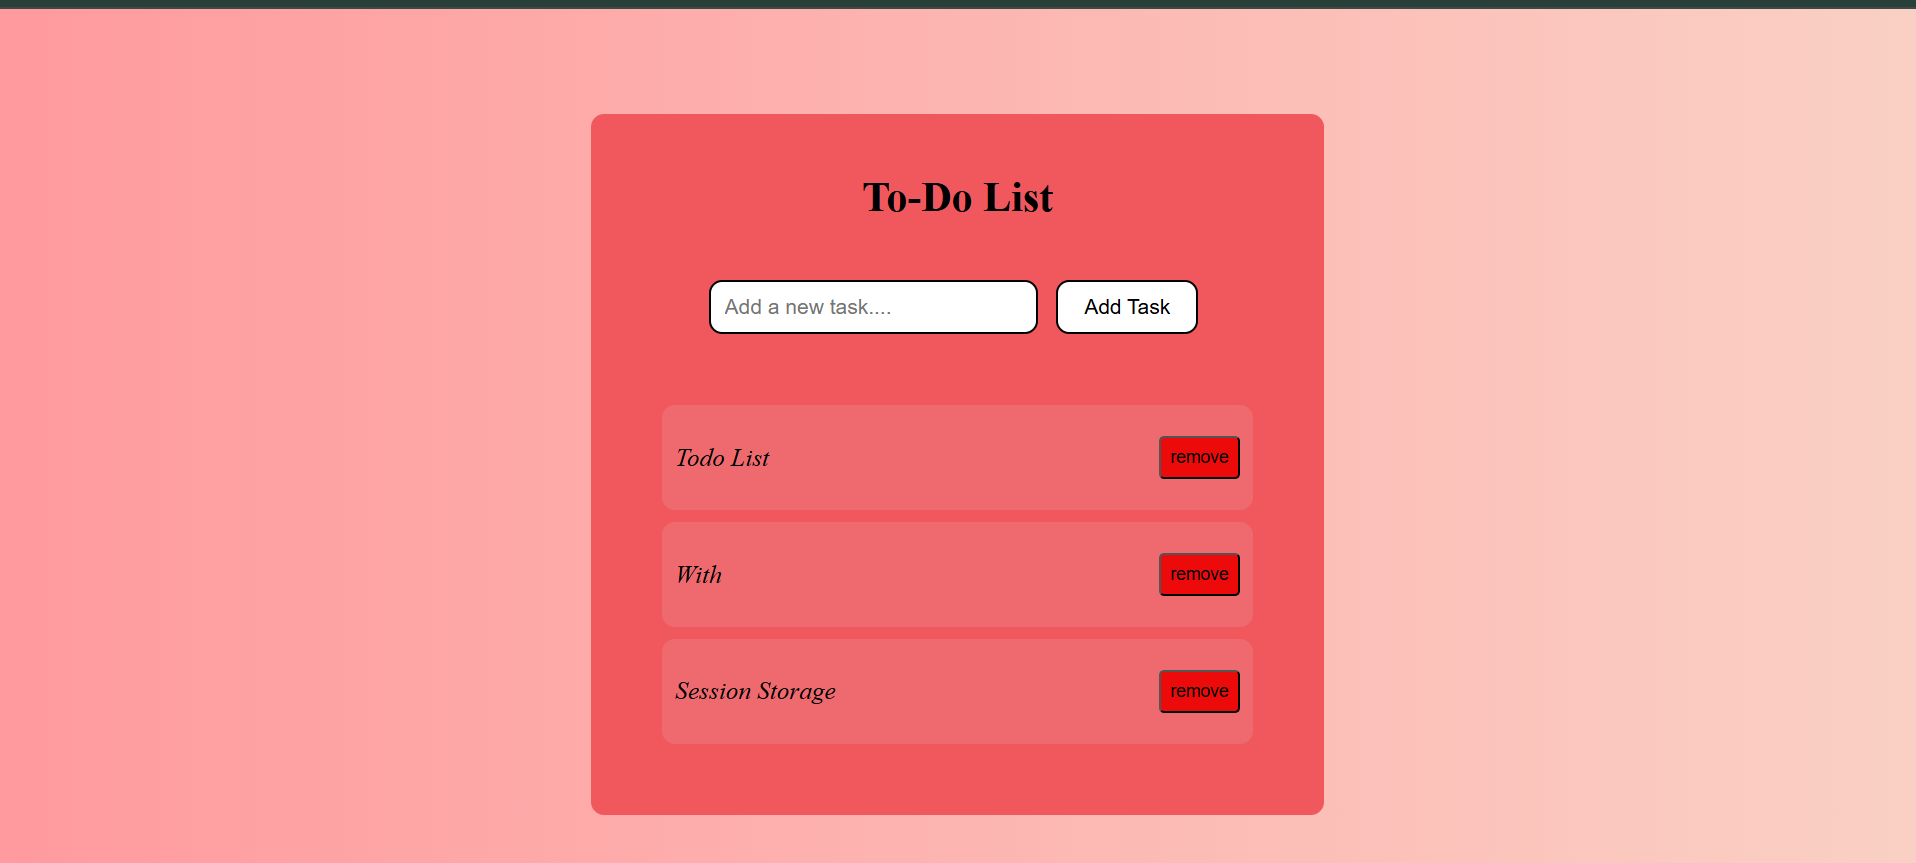 To-Do List
Add a new task....
Add Task
Todo List
remove
With
remove
Session Storage
remove